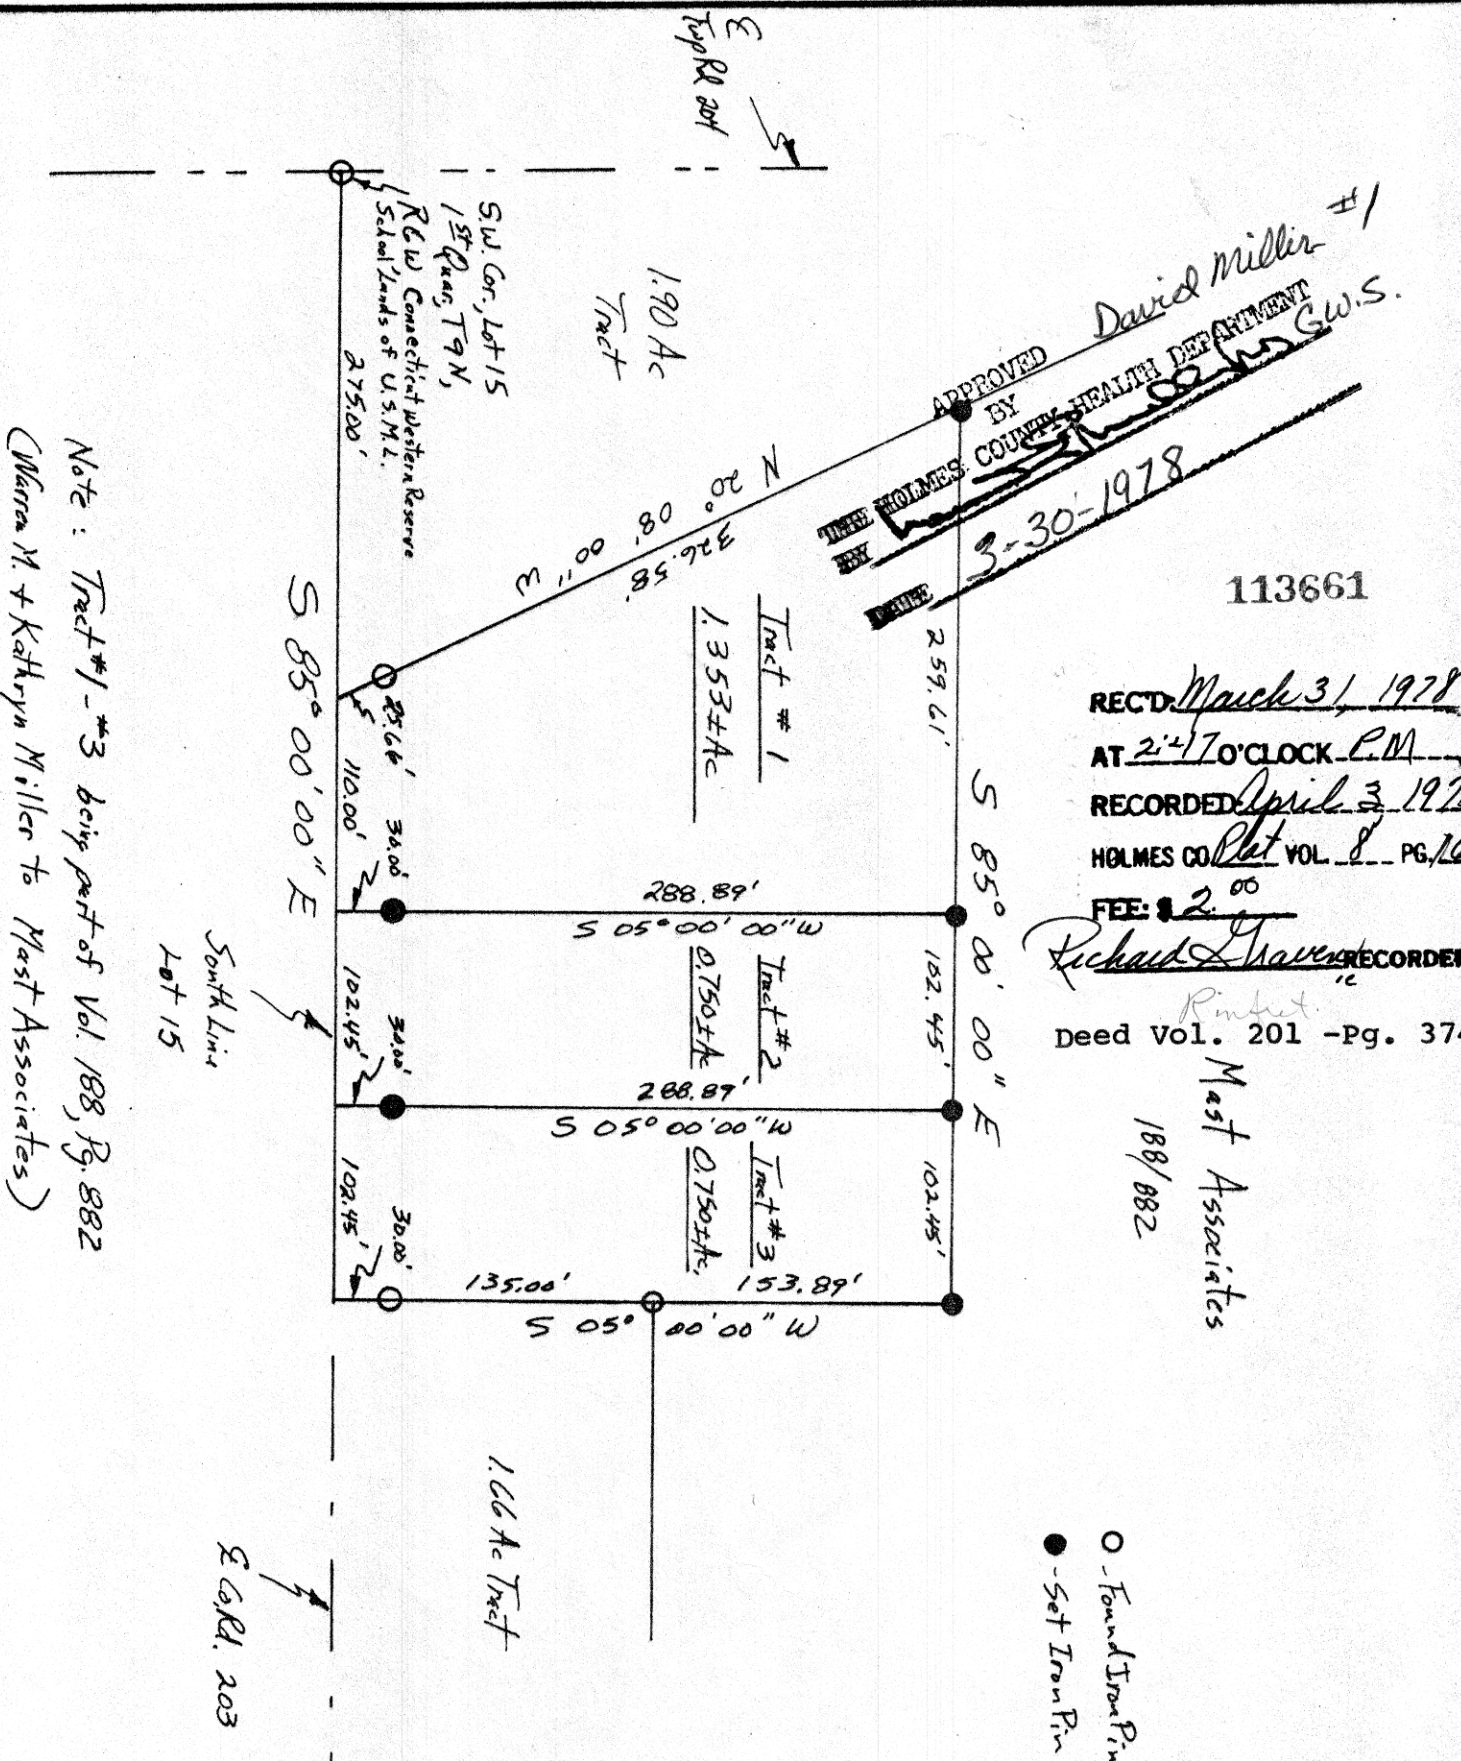 ℄
Twp Rd 204
David Miller #1
APPROVED
BY
THE HOLMES COUNTY HEALTH DEPARTMENT
BY G.W.S.
DATE 3-30-1978
113661
REC'D. March 31, 1978
AT 2:17 O'CLOCK P.M.
RECORDED April 3 197
HOLMES CO. Plat VOL. 8 PG.
FEE: $ 2.00
Richard Graven RECORDER
Deed Vol. 201 -Pg. 374
Mast Associates
188/882
O - Found Iron Pin
● - Set Iron Pin
S 85° 00' 00" E
259.61'
102.45'
102.45'
1.90 Ac
Tract
N 20° 08' 00" W
326.58'
Tract #1
1.353±Ac
288.89'
S 05° 00' 00" W
Tract #2
0.750±Ac
288.89'
S 05° 00' 00" W
Tract #3
0.750±Ac.
153.89'
135.00'
S 05° 00' 00" W
1.66 Ac Tract
S.W. Cor., Lot 15
1st Quar, T9N,
R6W Connecticut Western Reserve
School Lands of U.S.M.L.
25.66'
30.00'
30.00'
30.00'
275.00'
110.00'
102.45'
102.45'
S 85° 00' 00" E
South Line
Lot 15
℄ Co. Rd. 203
Note: Tract #1-#3 being part of Vol. 188, Pg. 882
(Warren M. + Kathryn Miller to Mast Associates)